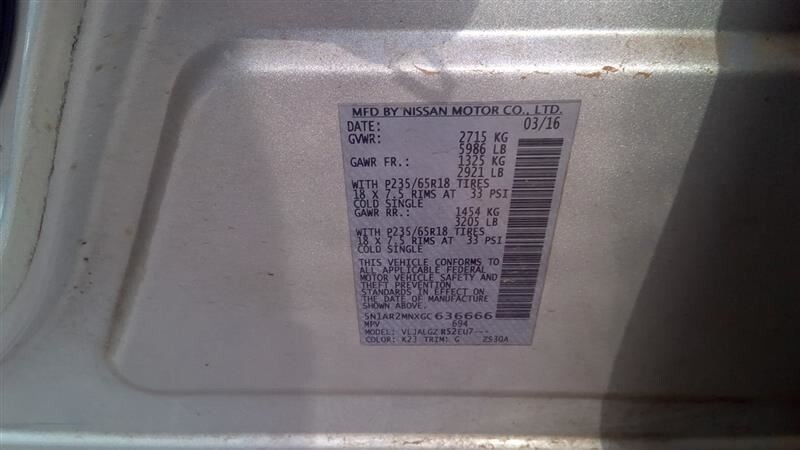 MFD BY NISSAN MOTOR CO., LTD.
DATE: 03/16
GVWR: 2715 KG
5986 LB
GAWR FR.: 1325 KG
2921 LB
WITH P235/65R18 TIRES
18 X 7.5 RIMS AT 33 PSI
COLD SINGLE
GAWR RR.: 1454 KG
3205 LB
WITH P235/65R18 TIRES
18 X 7.5 RIMS AT 33 PSI
COLD SINGLE
THIS VEHICLE CONFORMS TO
ALL APPLICABLE FEDERAL
MOTOR VEHICLE SAFETY AND
THEFT PREVENTION
STANDARDS IN EFFECT ON
THE DATE OF MANUFACTURE
SHOWN ABOVE.
5N1AR2MNXGC636666
MPV 694
MODEL: VLJALGZ R52EU7---
COLOR: K23 TRIM: G ZS30A